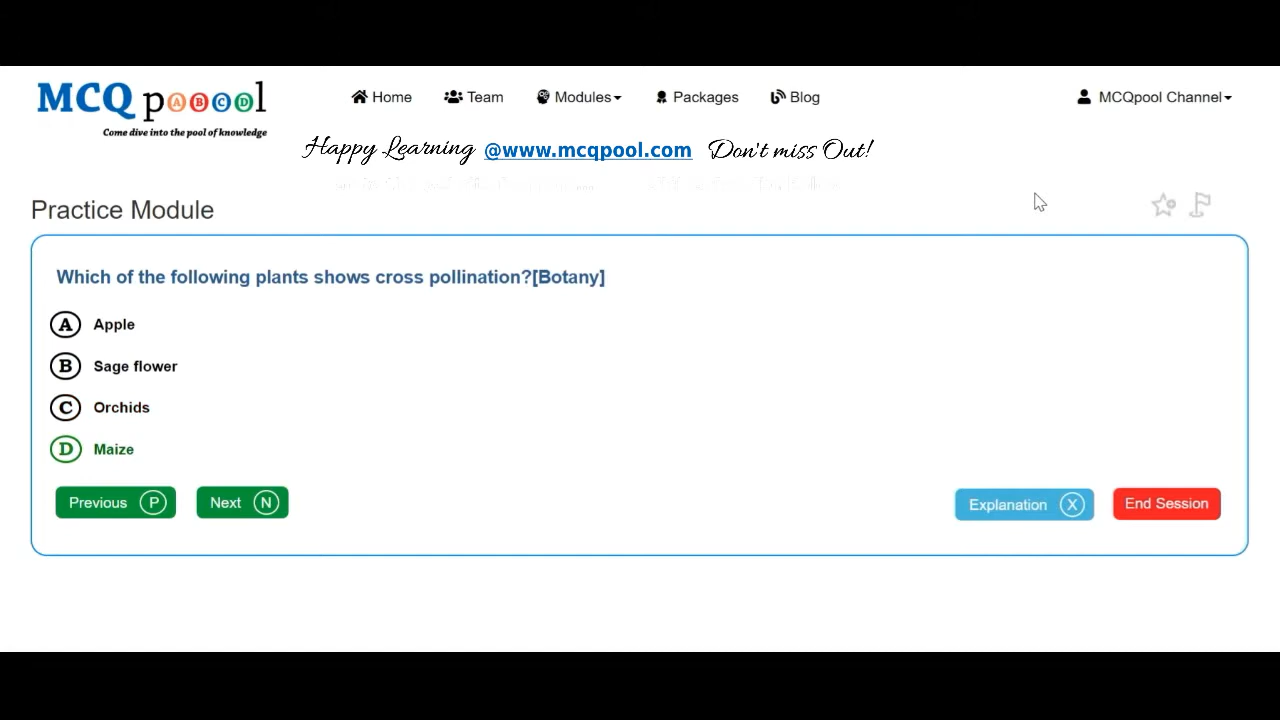 MCQ pooool
A B C D
Come dive into the pool of knowledge
Home Team Modules Packages Blog MCQpool Channel
Happy Learning @www.mcqpool.com Don't miss Out!
Practice Module
Which of the following plants shows cross pollination?[Botany]
A Apple
B Sage flower
C Orchids
D Maize
Previous P Next N Explanation X End Session